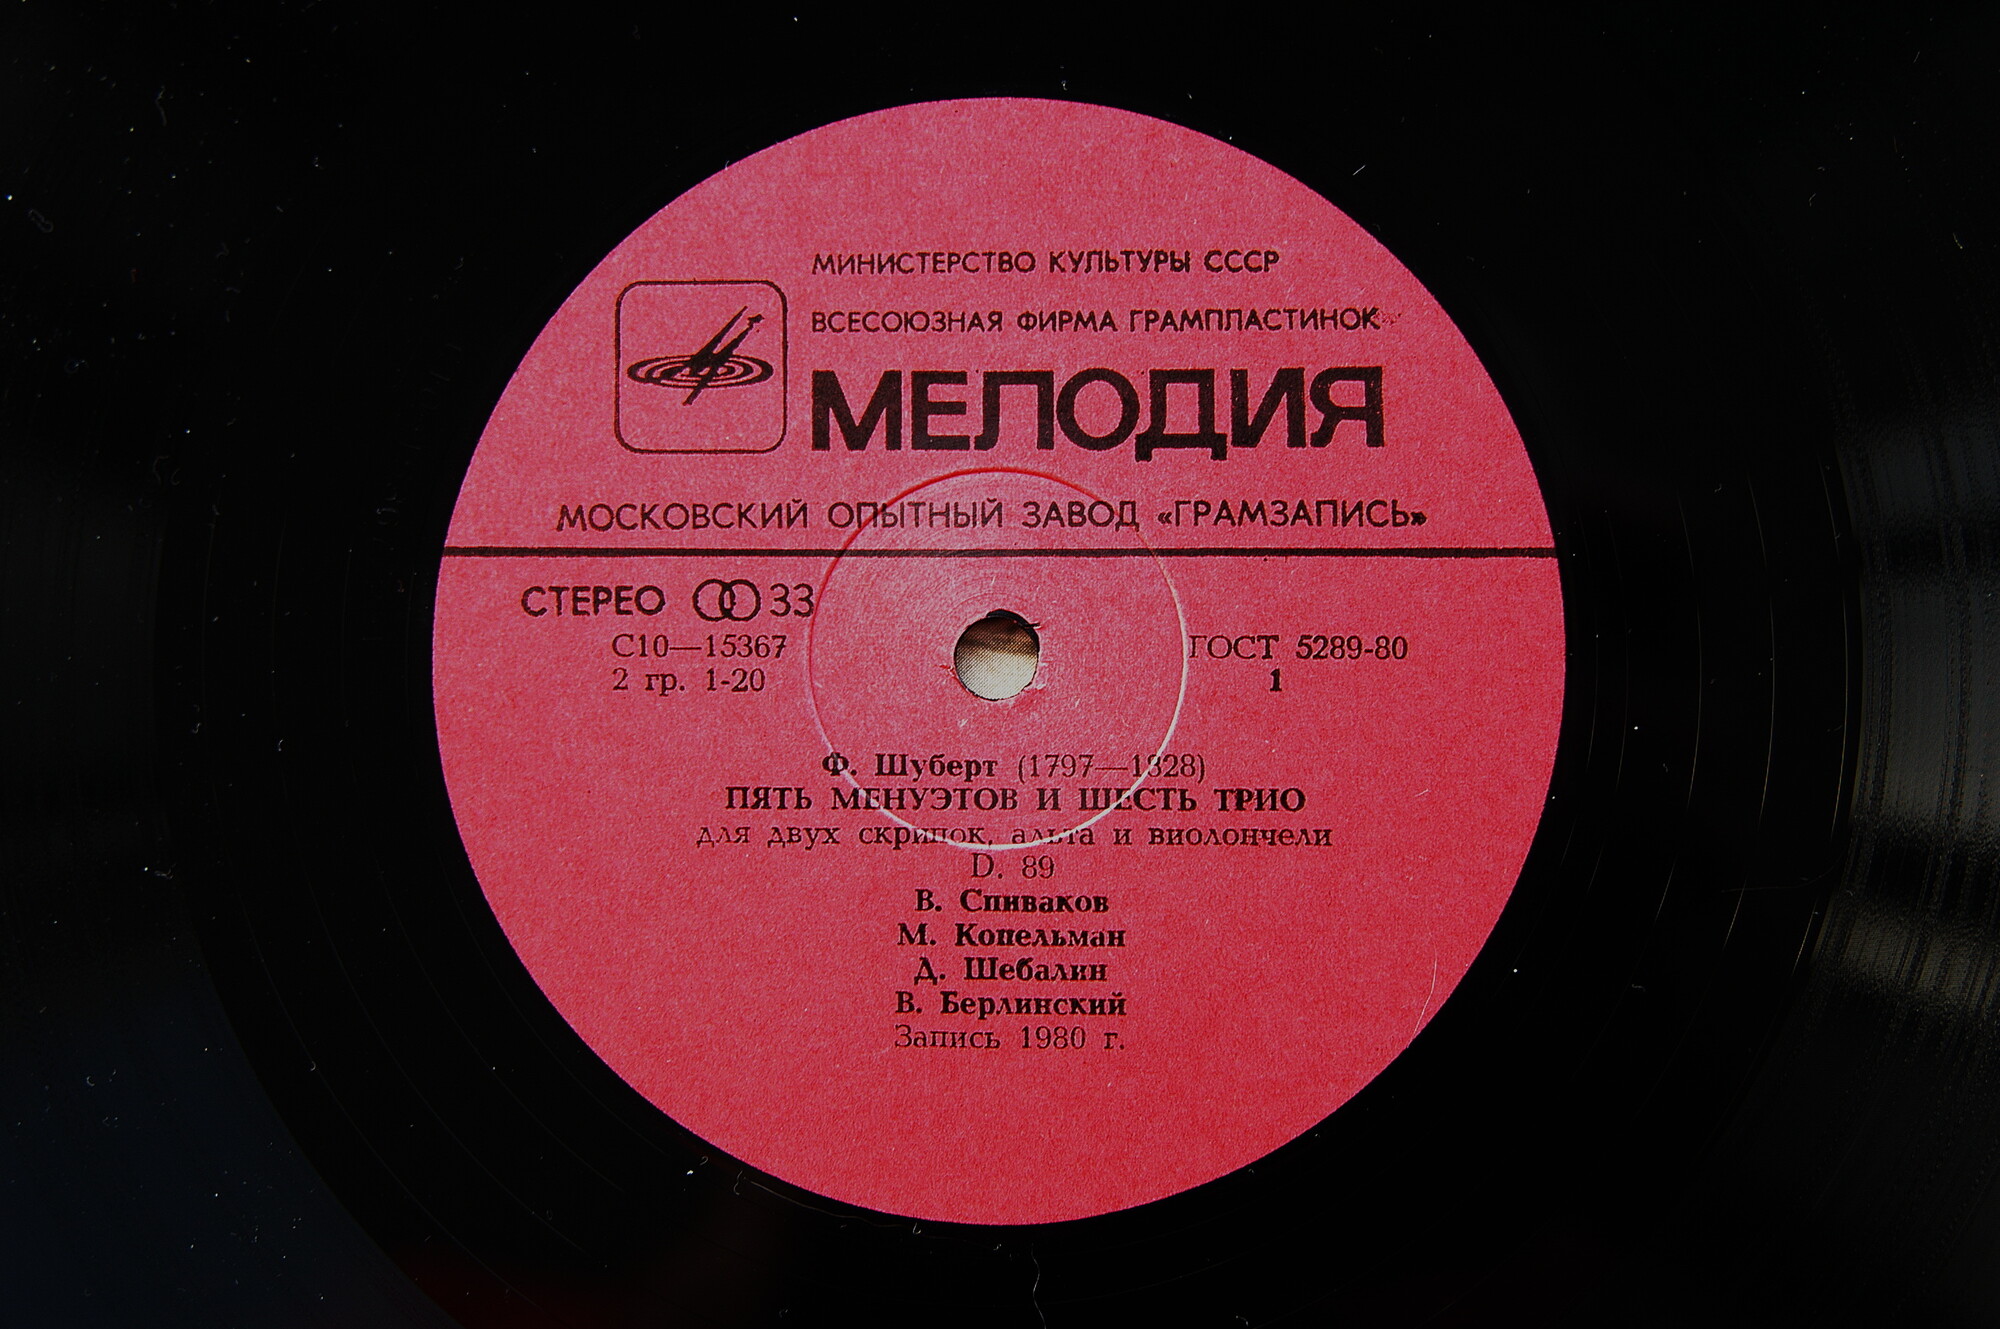 МИНИСТЕРСТВО КУЛЬТУРЫ СССР
ВСЕСОЮЗНАЯ ФИРМА ГРАМПЛАСТИНОК
МЕЛОДИЯ
МОСКОВСКИЙ ОПЫТНЫЙ ЗАВОД «ГРАМЗАПИСЬ»
СТЕРЕО 33
С10—15367
2 гр. 1-20
ГОСТ 5289-80
1
Ф. Шуберт (1797—1828)
ПЯТЬ МЕНУЭТОВ И ШЕСТЬ ТРИО
для двух скрипок, альта и виолончели
D. 89
В. Спиваков
М. Копельман
Д. Шебалин
В. Берлинский
Запись 1980 г.